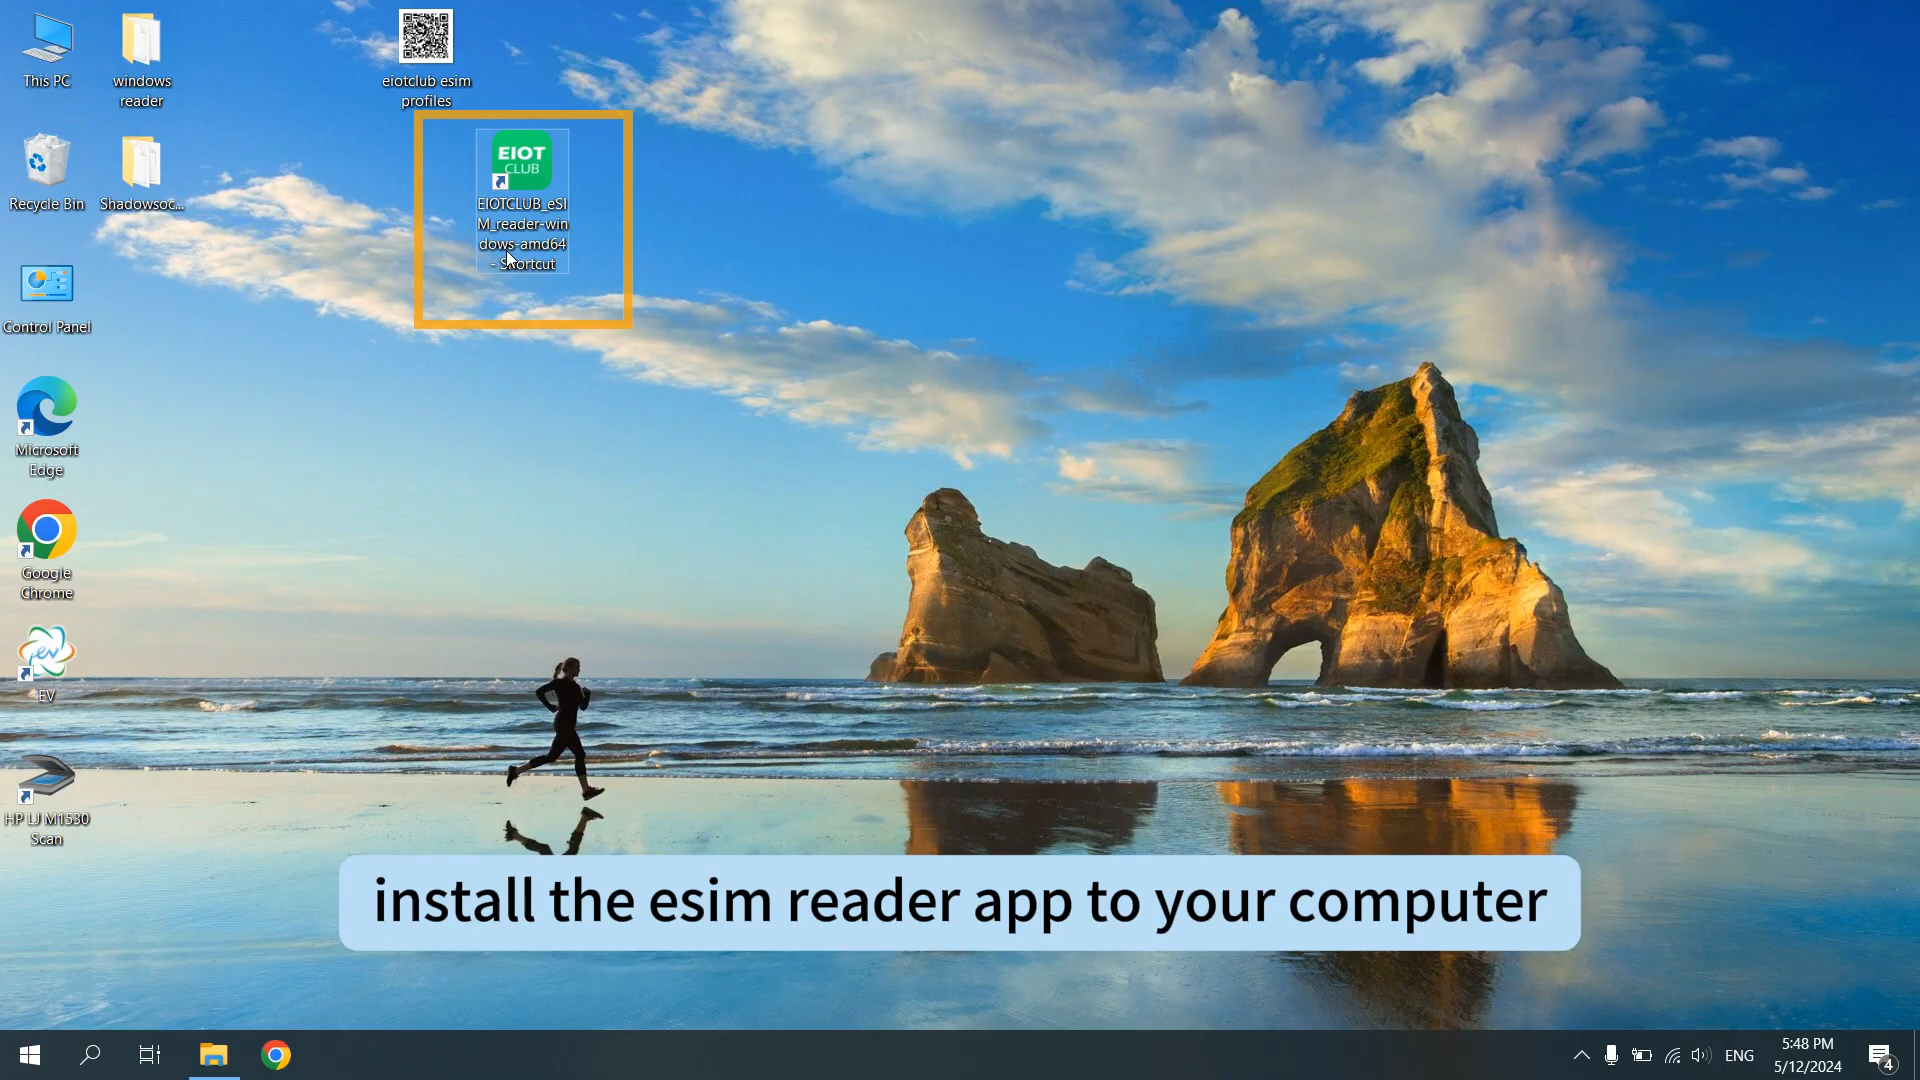 This PC
windows
reader
eiotclub esim
profiles
Recycle Bin
Shadowsoc...
EIOT
CLUB
EIOTCLUB_eSI
M_reader-win
dows-amd64
- Shortcut
Control Panel
Microsoft
Edge
Google
Chrome
ev
EV
HP LJ M1530
Scan
install the esim reader app to your computer
ENG
5:48 PM
5/12/2024
4